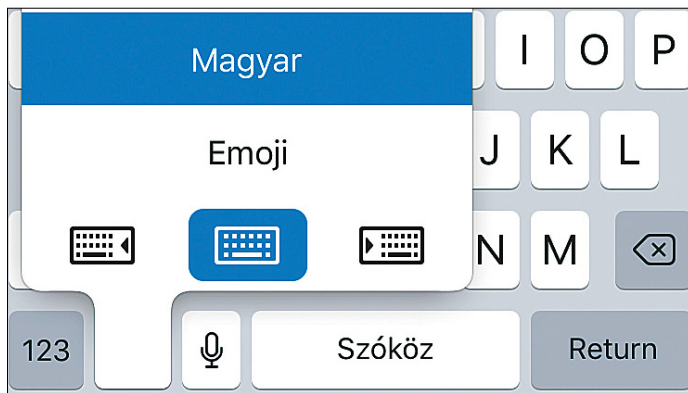 Magyar
I O P
Emoji
J K L
N M
123 Szóköz Return